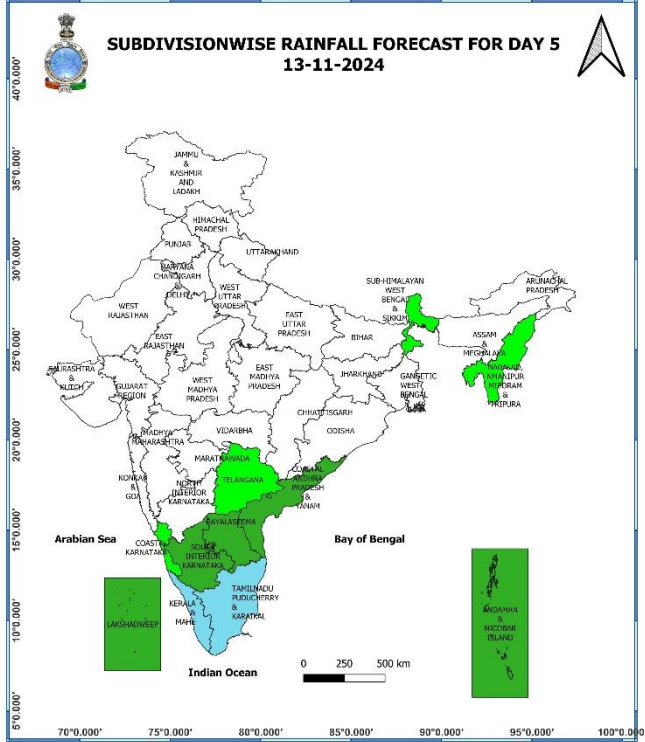 SUBDIVISIONWISE RAINFALL FORECAST FOR DAY 5
13-11-2024
40°0.000'
35°0.000'
30°0.000'
25°0.000'
20°0.000'
15°0.000'
10°0.000'
5°0.000'
JAMMU
&
KASHMIR
AND
LADAKH
HIMACHAL
PRADESH
PUNJAB
UTTARAKHAND
HARYANA
CHANDIGARH
&
DELHI
WEST
UTTAR
PRADESH
WEST
RAJASTHAN
EAST
RAJASTHAN
EAST
UTTAR
PRADESH
SUB-HIMALAYAN
WEST
BENGAL
&
SIKKIM
ARUNACHAL
PRADESH
ASSAM
&
MEGHALAYA
BIHAR
SAURASHTRA
&
KUTCH
GUJARAT
REGION
WEST
MADHYA
PRADESH
EAST
MADHYA
PRADESH
JHARKHAND
GANGETIC
WEST
BENGAL
MANIPUR
MIZORAM
&
TRIPURA
CHHATTISGARH
ODISHA
VIDARBHA
MADHYA
MAHARASHTRA
MARATHWADA
KONKAN
&
GOA
NORTH
INTERIOR
KARNATAKA
TELANGANA
COASTAL
ANDHRA
PRADESH
&
YANAM
RAYALASEEMA
Arabian Sea
COASTAL
KARNATAKA
SOUTH
INTERIOR
KARNATAKA
Bay of Bengal
KERALA
&
MAHE
TAMILNADU
PUDUCHERRY
&
KARAIKAL
LAKSHADWEEP
ANDAMAN
&
NICOBAR
ISLAND
Indian Ocean
0 250 500 km
70°0.000' 75°0.000' 80°0.000' 85°0.000' 90°0.000' 95°0.000' 100°0.000